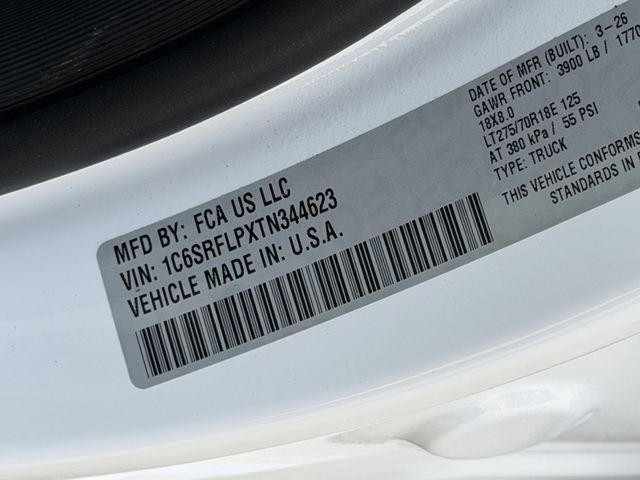 MFD BY: FCA US LLC
VIN: 1C6SRFLPXTN344623
VEHICLE MADE IN: U.S.A.
DATE OF MFR (BUILT): 3-26
GAWR FRONT: 3900 LB / 1770
18X8.0
LT275/70R18E 125
AT 380 kPa / 55 PSI
TYPE: TRUCK
THIS VEHICLE CONFORMS
STANDARDS IN